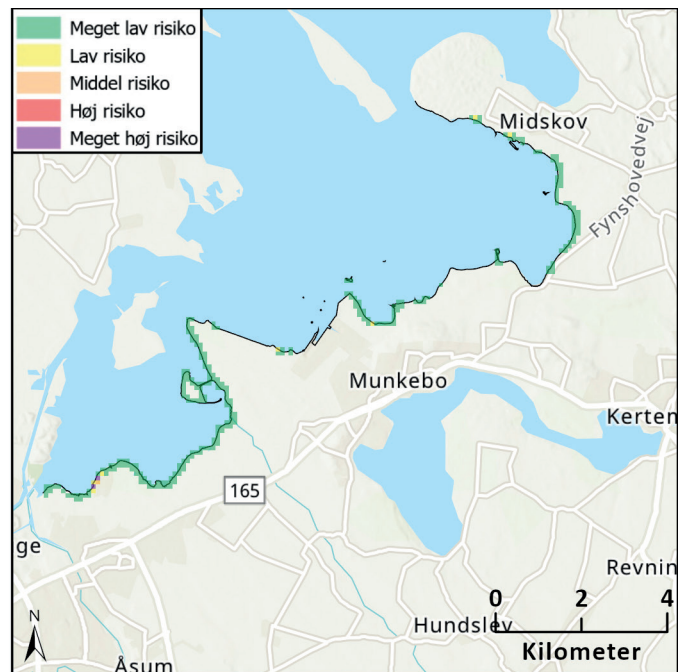 Meget lav risiko
Lav risiko
Middel risiko
Høj risiko
Meget høj risiko
Midskov
Fynshovedvej
Munkebo
Kertem
165
ge
Revnin
Hundslev
Åsum
N
0 2 4
Kilometer